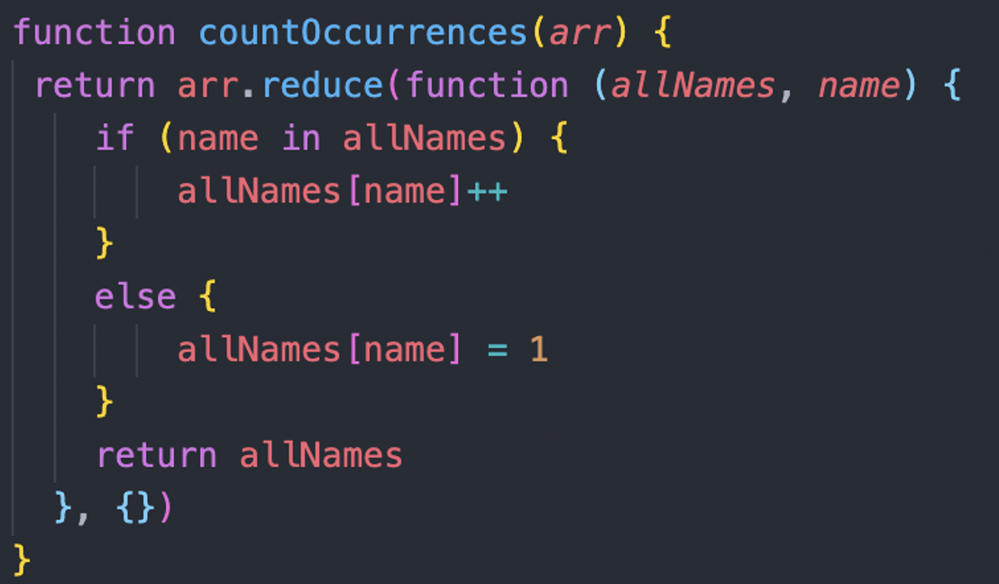 function countOccurrences(arr) {
 return arr.reduce(function (allNames, name) {
    if (name in allNames) {
        allNames[name]++
    }
    else {
        allNames[name] = 1
    }
    return allNames
  }, {})
}